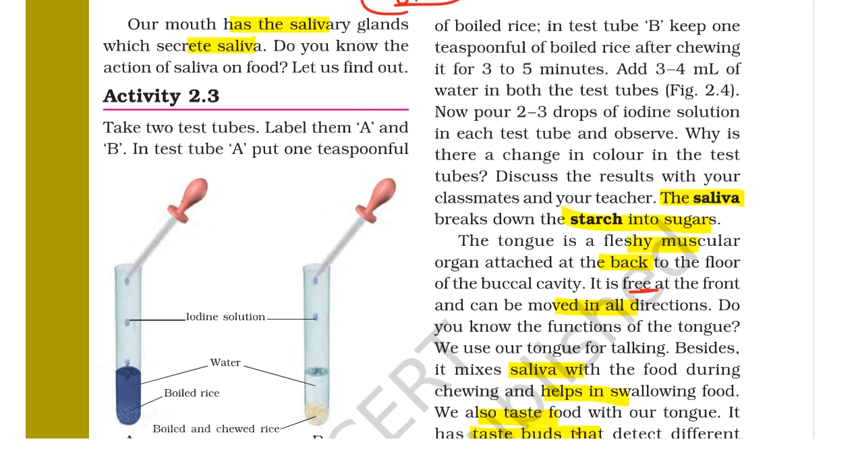 Our mouth has the salivary glands
which secrete saliva. Do you know the
action of saliva on food? Let us find out.
Activity 2.3
Take two test tubes. Label them ‘A’ and
‘B’. In test tube ‘A’ put one teaspoonful
Iodine solution
Water
Boiled rice
Boiled and chewed rice
of boiled rice; in test tube ‘B’ keep one
teaspoonful of boiled rice after chewing
it for 3 to 5 minutes. Add 3–4 mL of
water in both the test tubes (Fig. 2.4).
Now pour 2–3 drops of iodine solution
in each test tube and observe. Why is
there a change in colour in the test
tubes? Discuss the results with your
classmates and your teacher. The saliva
breaks down the starch into sugars.
The tongue is a fleshy muscular
organ attached at the back to the floor
of the buccal cavity. It is free at the front
and can be moved in all directions. Do
you know the functions of the tongue?
We use our tongue for talking. Besides,
it mixes saliva with the food during
chewing and helps in swallowing food.
We also taste food with our tongue. It
has taste buds that detect different